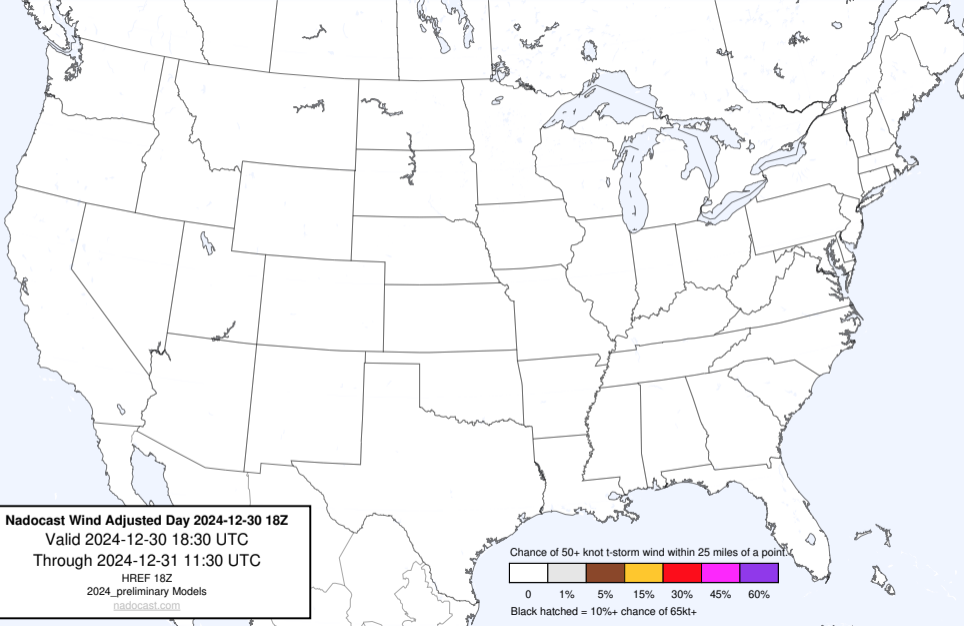 Nadocast Wind Adjusted Day 2024-12-30 18Z
Valid 2024-12-30 18:30 UTC
Through 2024-12-31 11:30 UTC
HREF 18Z
2024_preliminary Models
nadocast.com
Chance of 50+ knot t-storm wind within 25 miles of a point.
0 1% 5% 15% 30% 45% 60%
Black hatched = 10%+ chance of 65kt+